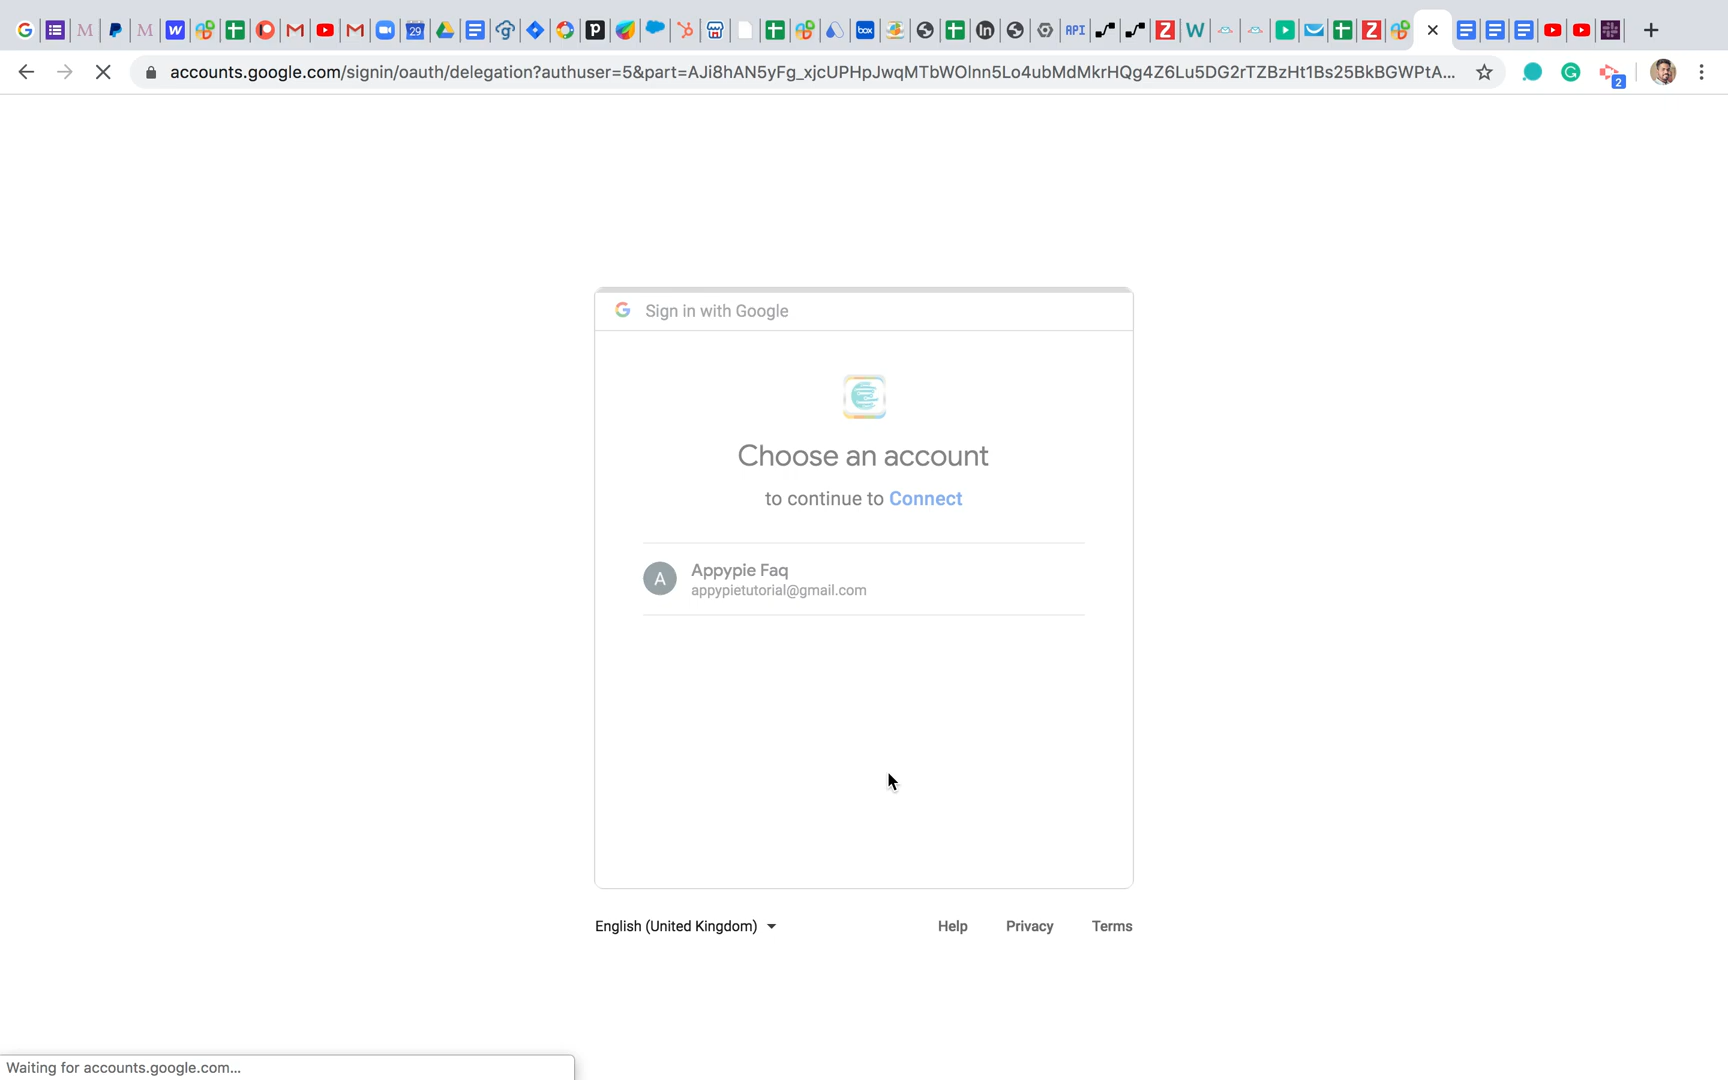 accounts.google.com/signin/oauth/delegation?authuser=5&part=AJi8hAN5yFg_xjcUPHpJwqMTbWOlnn5Lo4ubMdMkrHQg4Z6Lu5DG2rTZBzHt1Bs25BkBGWPtA...
2
Sign in with Google
Choose an account
to continue to Connect
A
Appypie Faq
appypietutorial@gmail.com
English (United Kingdom)
Help Privacy Terms
Waiting for accounts.google.com...